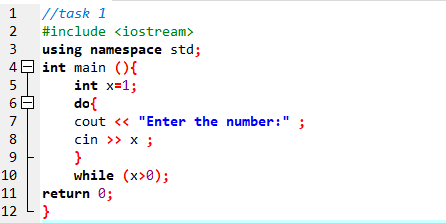 1 //task 1
2 #include <iostream>
3 using namespace std;
4 int main (){
5 int x=1;
6 do{
7 cout << "Enter the number:" ;
8 cin >> x ;
9 }
10 while (x>0);
11 return 0;
12 }